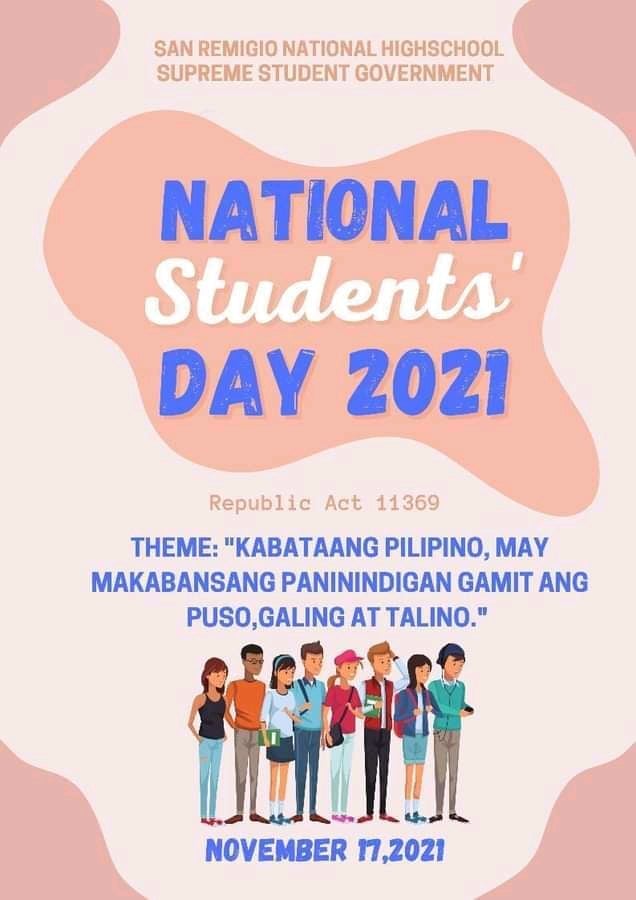 SAN REMIGIO NATIONAL HIGHSCHOOL
SUPREME STUDENT GOVERNMENT
NATIONAL
Students'
DAY 2021
Republic Act 11369
THEME: "KABATAANG PILIPINO, MAY
MAKABANSANG PANININDIGAN GAMIT ANG
PUSO,GALING AT TALINO."
NOVEMBER 17,2021